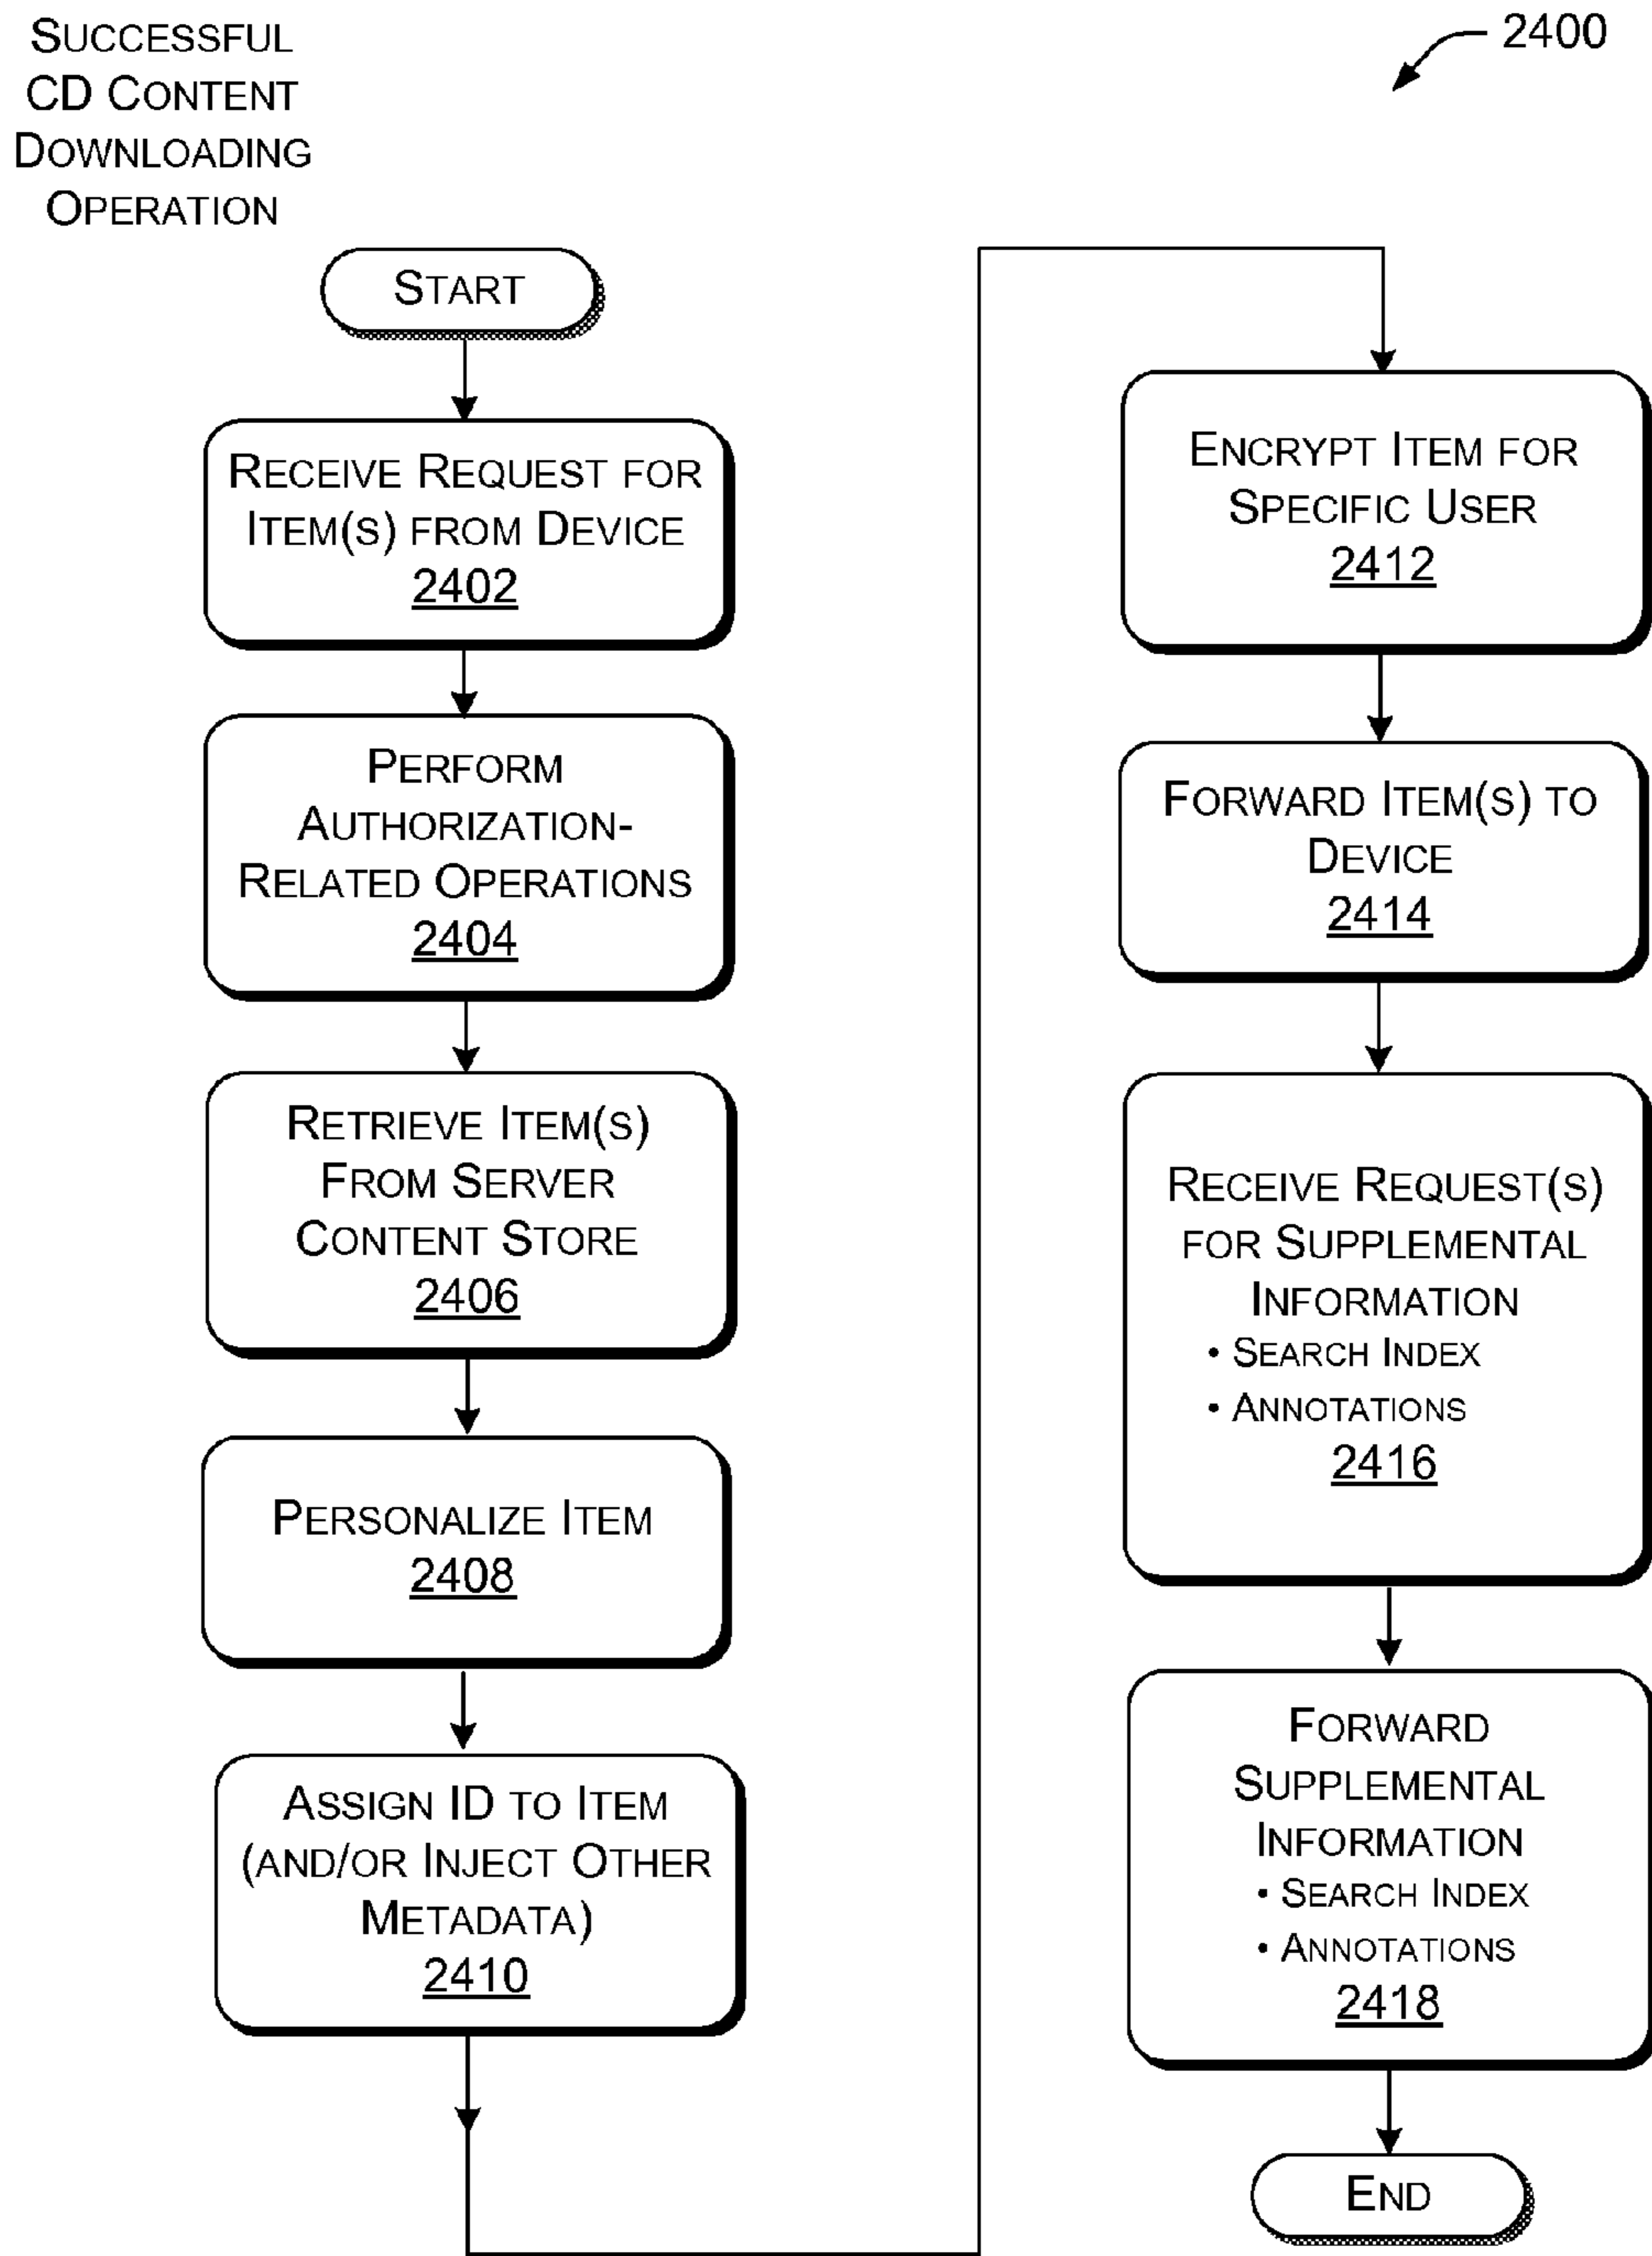 SUCCESSFUL
CD CONTENT
DOWNLOADING
OPERATION
2400
START
RECEIVE REQUEST FOR
ITEM(S) FROM DEVICE
2402
PERFORM
AUTHORIZATION-
RELATED OPERATIONS
2404
RETRIEVE ITEM(S)
FROM SERVER
CONTENT STORE
2406
PERSONALIZE ITEM
2408
ASSIGN ID TO ITEM
(AND/OR INJECT OTHER
METADATA)
2410
ENCRYPT ITEM FOR
SPECIFIC USER
2412
FORWARD ITEM(S) TO
DEVICE
2414
RECEIVE REQUEST(S)
FOR SUPPLEMENTAL
INFORMATION
• SEARCH INDEX
• ANNOTATIONS
2416
FORWARD
SUPPLEMENTAL
INFORMATION
• SEARCH INDEX
• ANNOTATIONS
2418
END